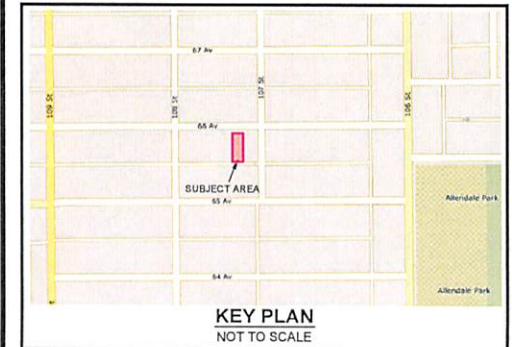 67 Av
109 St
108 St
107 St
106 St
66 Av
SUBJECT AREA
65 Av
Allendale Park
64 Av
Allendale Park
KEY PLAN
NOT TO SCALE